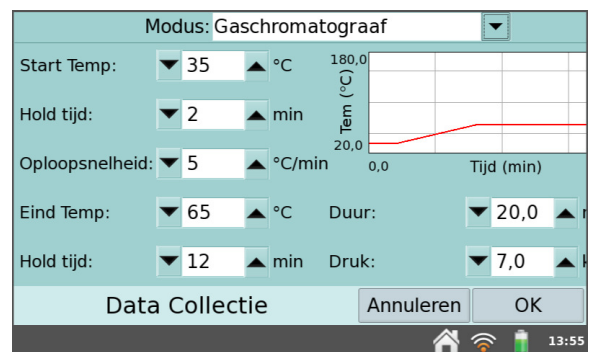 Modus: Gaschromatograaf
Start Temp: 35 °C
180,0
Hold tijd: 2 min
Tem (°C)
Oploopsnelheid: 5 °C/min
20,0
0,0 Tijd (min)
Eind Temp: 65 °C Duur: 20,0
Hold tijd: 12 min Druk: 7,0
Data Collectie Annuleren OK
13:55